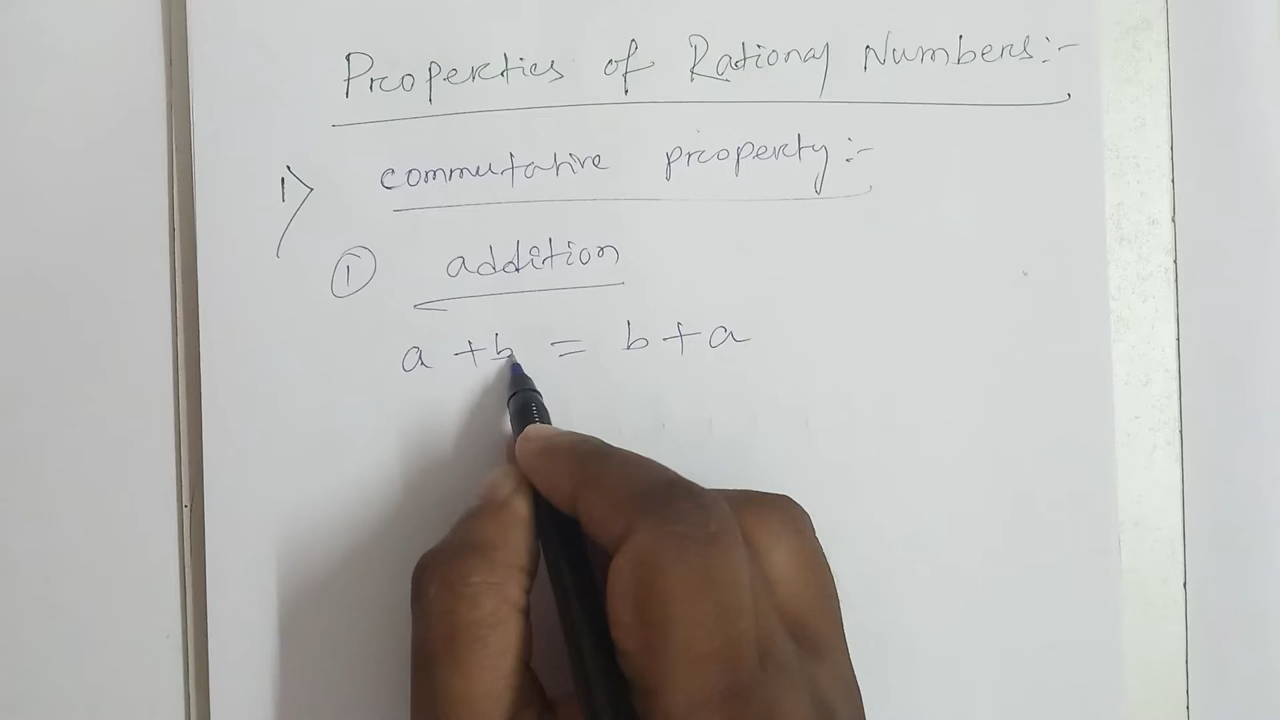 Properties of Rational Numbers:-
1) commutative property:-
① addition
a + b = b + a